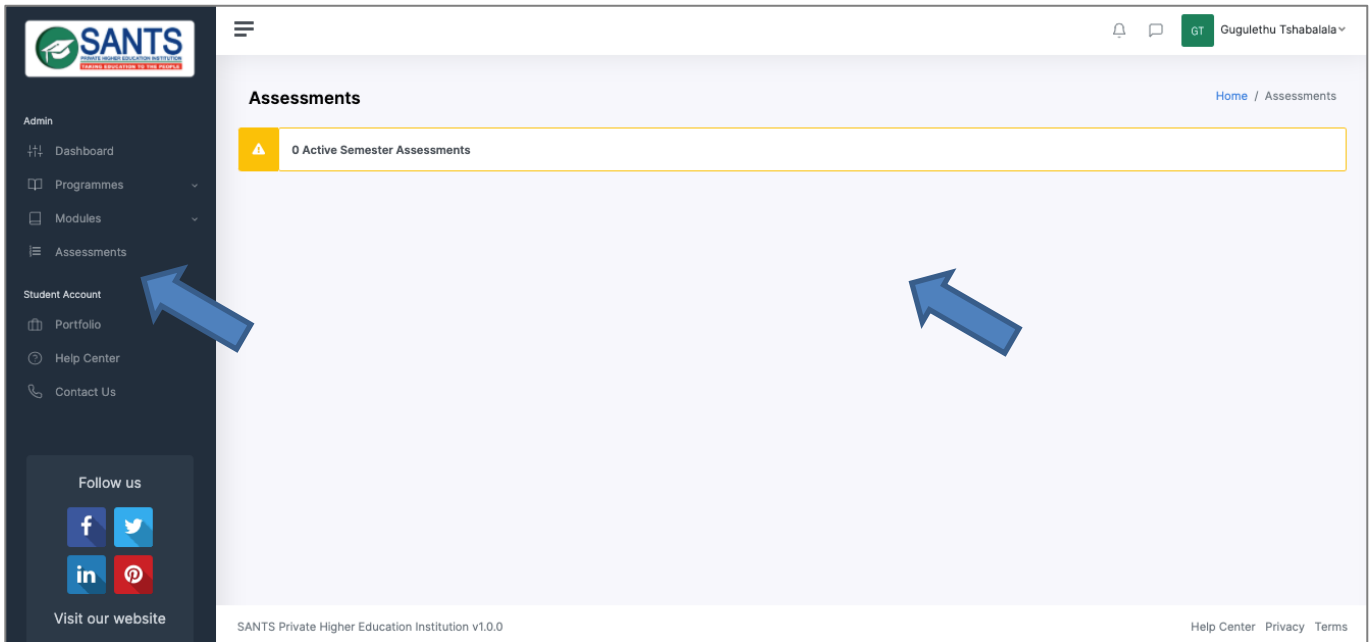 SANTS
PRIVATE HIGHER EDUCATION INSTITUTION
TAKING EDUCATION TO THE PEOPLE
GT
Gugulethu Tshabalala
Assessments
Home / Assessments
0 Active Semester Assessments
Admin
Dashboard
Programmes
Modules
Assessments
Student Account
Portfolio
Help Center
Contact Us
Follow us
f
in
Visit our website
SANTS Private Higher Education Institution v1.0.0
Help Center Privacy Terms